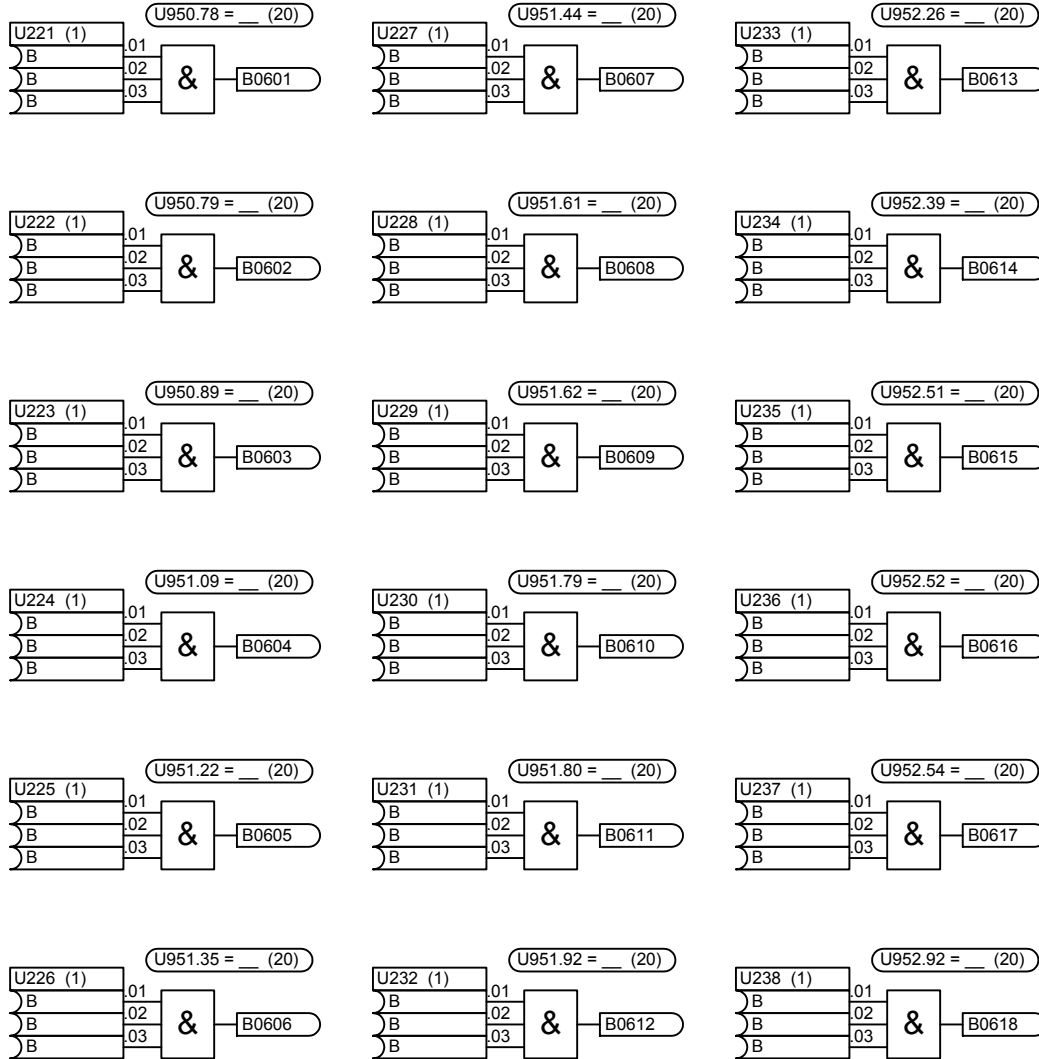 U950.78 = __ (20)
U221 (1)
B .01
B .02
B .03
&
B0601
U951.44 = __ (20)
U227 (1)
B .01
B .02
B .03
&
B0607
U952.26 = __ (20)
U233 (1)
B .01
B .02
B .03
&
B0613
U950.79 = __ (20)
U222 (1)
B .01
B .02
B .03
&
B0602
U951.61 = __ (20)
U228 (1)
B .01
B .02
B .03
&
B0608
U952.39 = __ (20)
U234 (1)
B .01
B .02
B .03
&
B0614
U950.89 = __ (20)
U223 (1)
B .01
B .02
B .03
&
B0603
U951.62 = __ (20)
U229 (1)
B .01
B .02
B .03
&
B0609
U952.51 = __ (20)
U235 (1)
B .01
B .02
B .03
&
B0615
U951.09 = __ (20)
U224 (1)
B .01
B .02
B .03
&
B0604
U951.79 = __ (20)
U230 (1)
B .01
B .02
B .03
&
B0610
U952.52 = __ (20)
U236 (1)
B .01
B .02
B .03
&
B0616
U951.22 = __ (20)
U225 (1)
B .01
B .02
B .03
&
B0605
U951.80 = __ (20)
U231 (1)
B .01
B .02
B .03
&
B0611
U952.54 = __ (20)
U237 (1)
B .01
B .02
B .03
&
B0617
U951.35 = __ (20)
U226 (1)
B .01
B .02
B .03
&
B0606
U951.92 = __ (20)
U232 (1)
B .01
B .02
B .03
&
B0612
U952.92 = __ (20)
U238 (1)
B .01
B .02
B .03
&
B0618